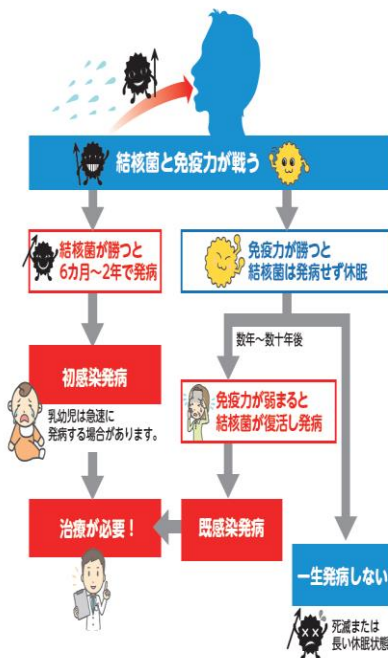 結核菌と免疫力が戦う
結核菌が勝つと
6カ月〜2年で発病
免疫力が勝つと
結核菌は発病せず休眠
数年〜数十年後
初感染発病
乳幼児は急速に
発病する場合があります。
免疫力が弱まると
結核菌が復活し発病
治療が必要！
既感染発病
一生発病しない
死滅または
長い休眠状態